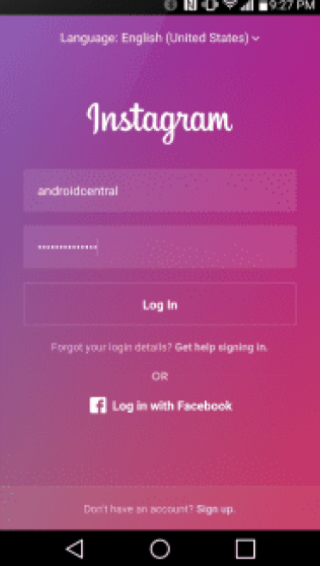 9:27 PM
Language: English (United States)
Instagram
androidcentral
••••••••••••••
Log In
Forgot your login details? Get help signing in.
OR
Log in with Facebook
Don't have an account? Sign up.